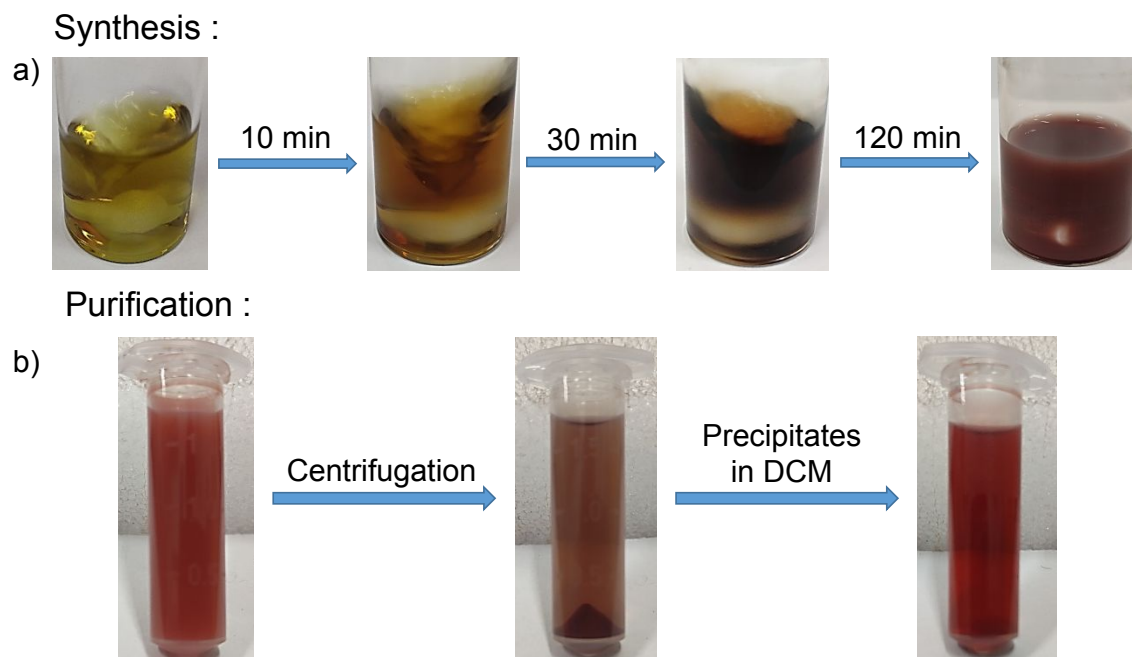 Synthesis :
a)
10 min
30 min
120 min
Purification :
b)
Centrifugation
Precipitates
in DCM